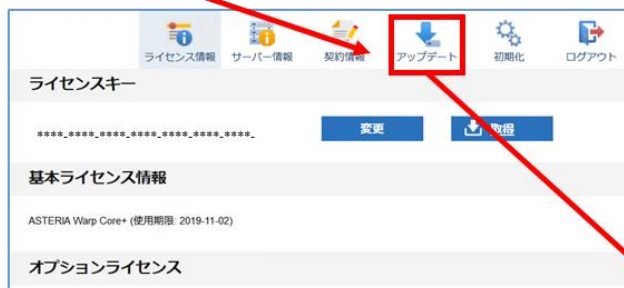 ライセンス情報 サーバー情報 契約情報 アップデート 初期化 ログアウト
ライセンスキー
****-****-****-****-****-****-****- 変更 取得
基本ライセンス情報
ASTERIA Warp Core+ (使用期限: 2019-11-02)
オプションライセンス